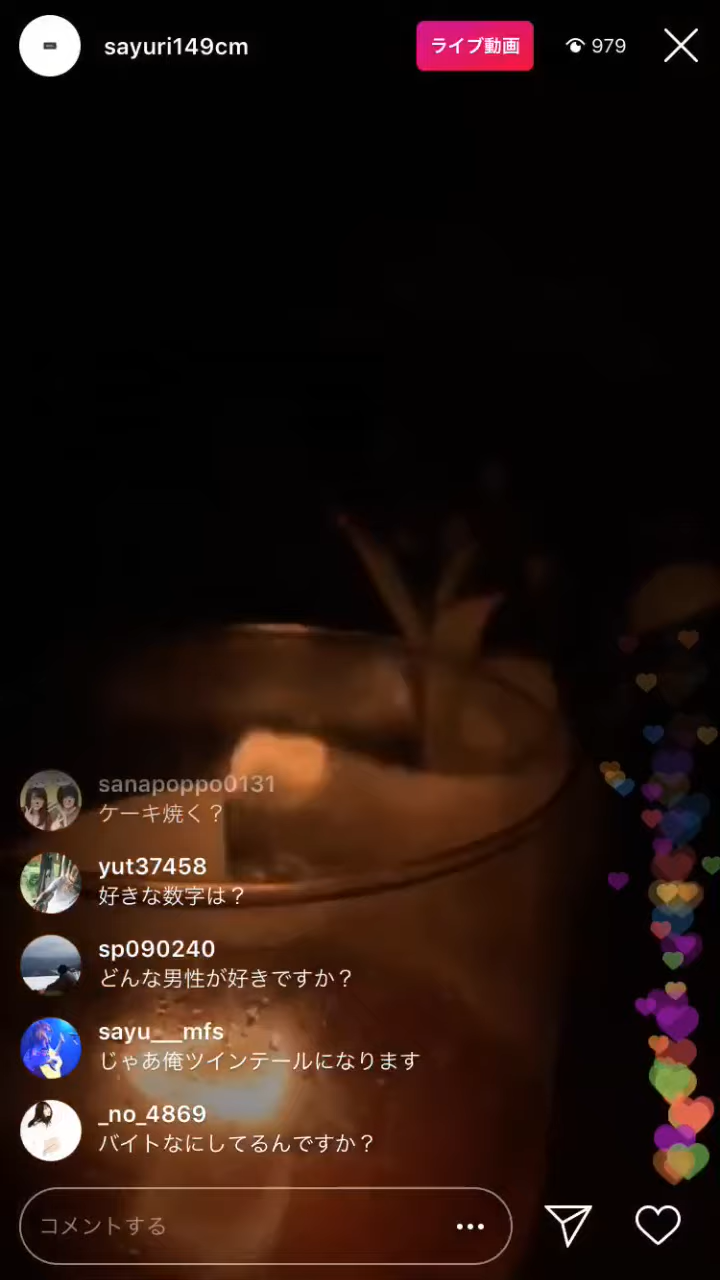 sayuri149cm
ライブ動画
979
sanapoppo0131
ケーキ焼く？
yut37458
好きな数字は？
sp090240
どんな男性が好きですか？
sayu___mfs
じゃあ俺ツインテールになります
_no_4869
バイトなにしてるんですか？
コメントする